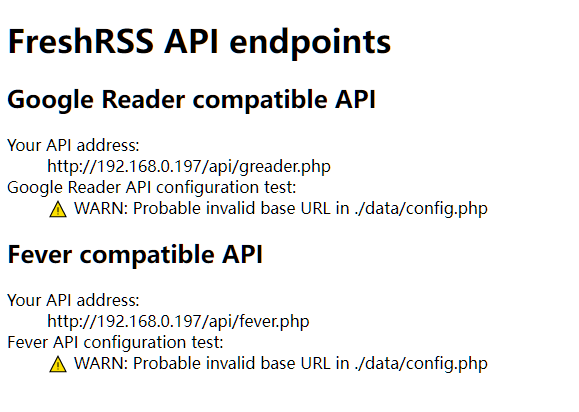 FreshRSS API endpoints
Google Reader compatible API
Your API address:
http://192.168.0.197/api/greader.php
Google Reader API configuration test:
⚠ WARN: Probable invalid base URL in ./data/config.php
Fever compatible API
Your API address:
http://192.168.0.197/api/fever.php
Fever API configuration test:
⚠ WARN: Probable invalid base URL in ./data/config.php